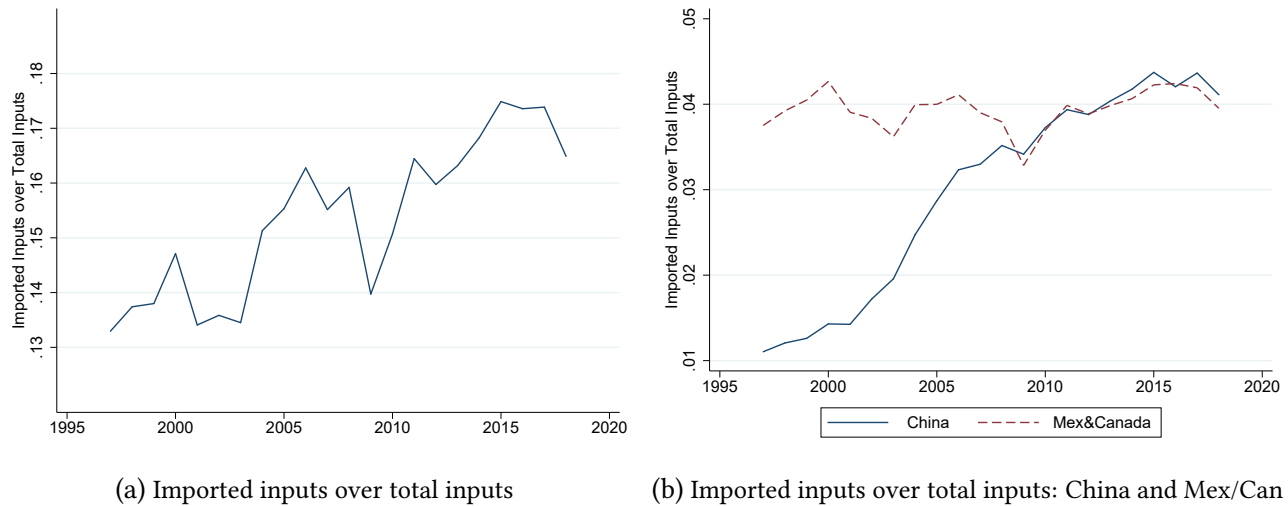 Imported Inputs over Total Inputs
.18
.17
.16
.15
.14
.13
1995 2000 2005 2010 2015 2020
(a) Imported inputs over total inputs
Imported Inputs over Total Inputs
.05
.04
.03
.02
.01
1995 2000 2005 2010 2015 2020
China Mex&Canada
(b) Imported inputs over total inputs: China and Mex/Can